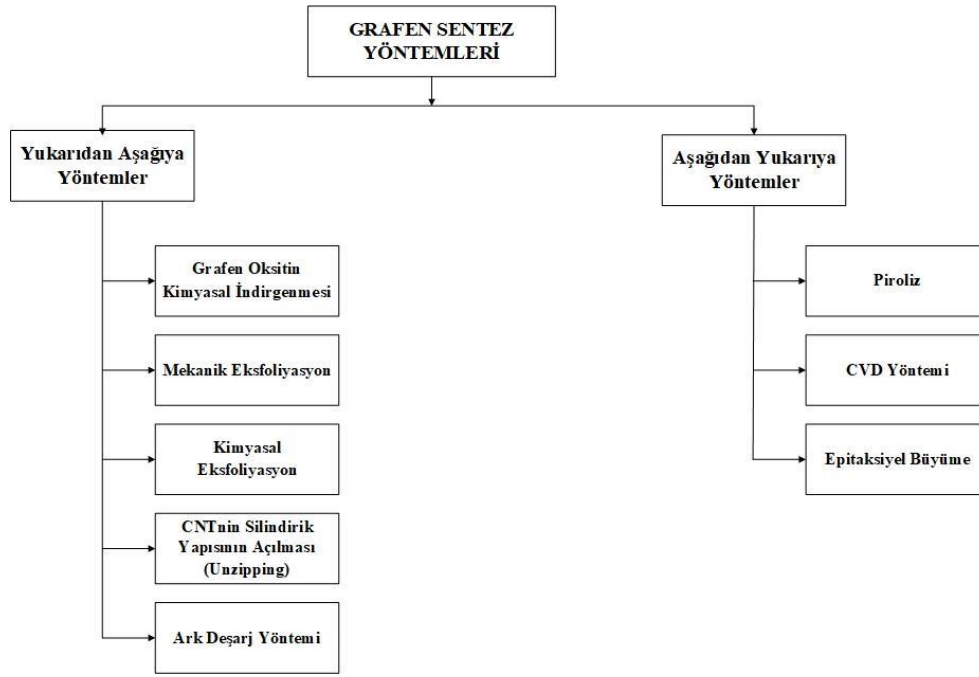 GRAFEN SENTEZ
YÖNTEMLERİ
Yukarıdan Aşağıya
Yöntemler
Grafen Oksitin
Kimyasal İndirgenmesi
Mekanik Eksfoliyasyon
Kimyasal
Eksfoliyasyon
CNTnin Silindirik
Yapısının Açılması
(Unzipping)
Ark Deşarj Yöntemi
Aşağıdan Yukarıya
Yöntemler
Piroliz
CVD Yöntemi
Epitaksiyel Büyüme